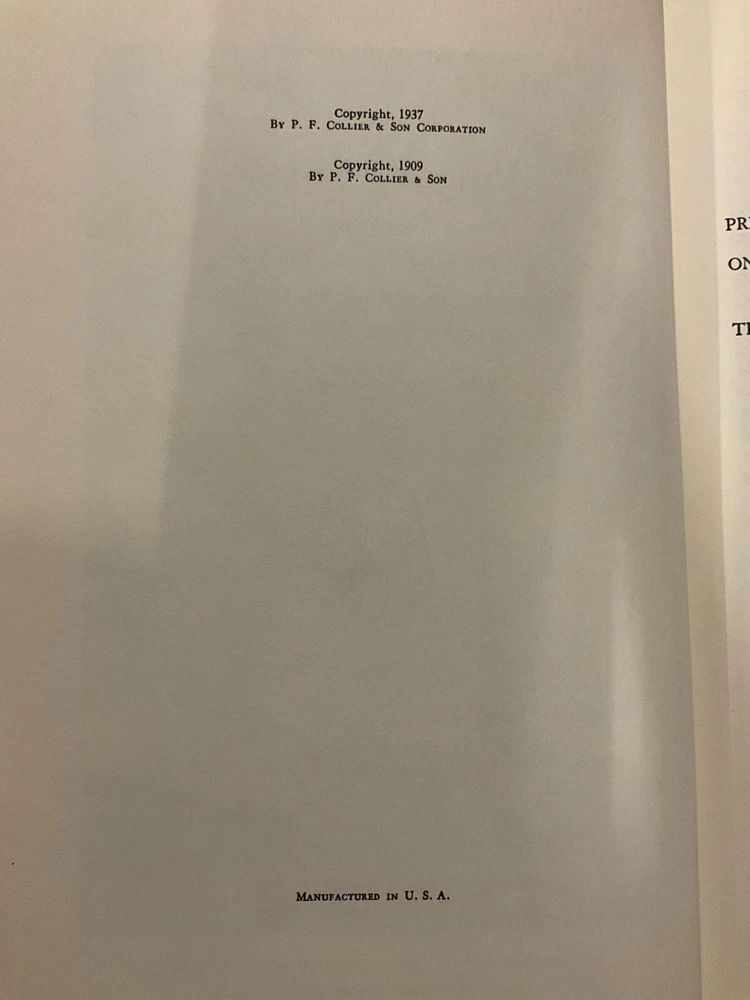 Copyright, 1937
By P. F. Collier & Son Corporation
Copyright, 1909
By P. F. Collier & Son
Manufactured in U. S. A.